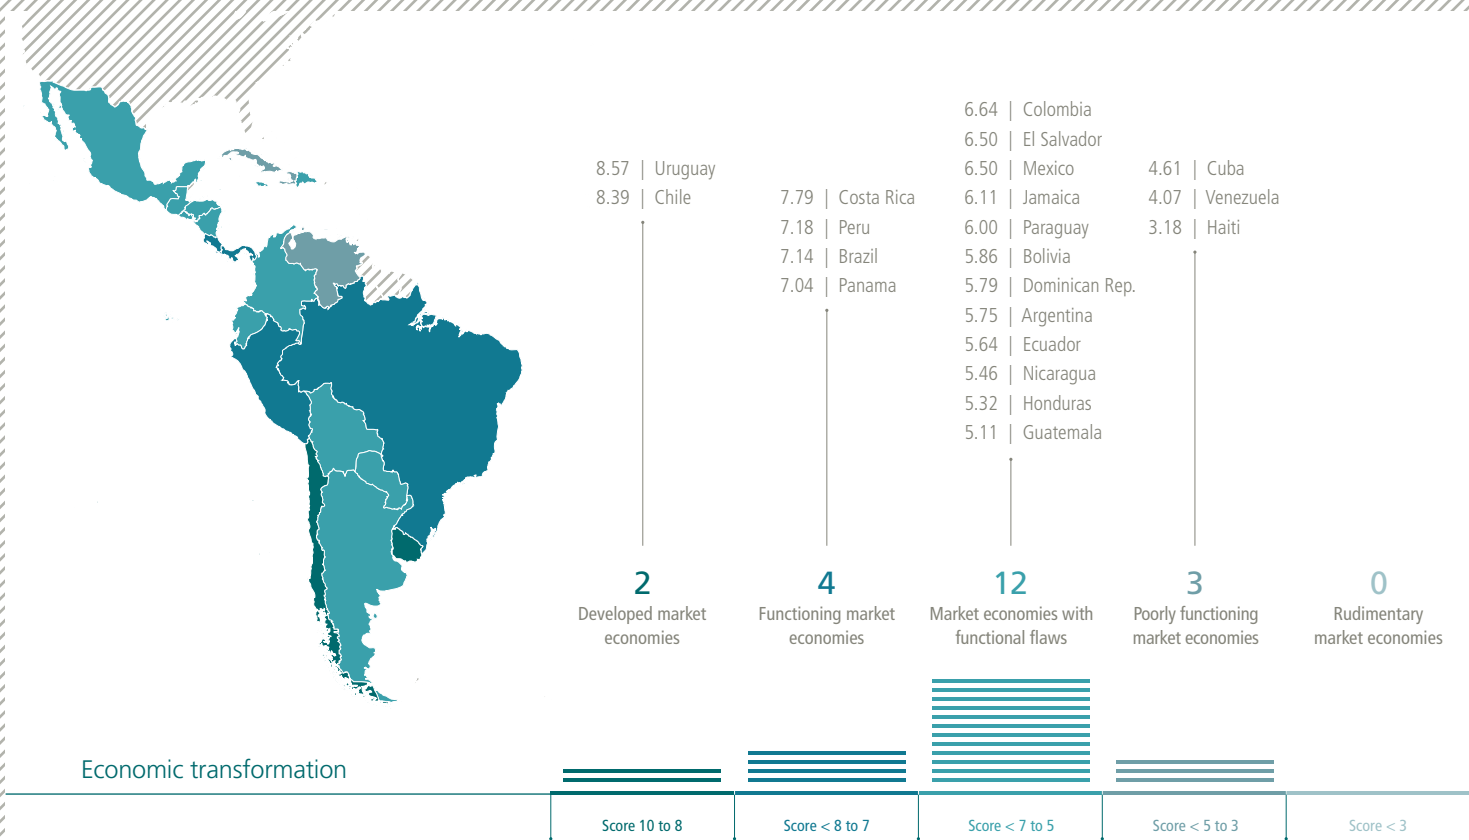 8.57 | Uruguay
8.39 | Chile
7.79 | Costa Rica
7.18 | Peru
7.14 | Brazil
7.04 | Panama
6.64 | Colombia
6.50 | El Salvador
6.50 | Mexico
6.11 | Jamaica
6.00 | Paraguay
5.86 | Bolivia
5.79 | Dominican Rep.
5.75 | Argentina
5.64 | Ecuador
5.46 | Nicaragua
5.32 | Honduras
5.11 | Guatemala
4.61 | Cuba
4.07 | Venezuela
3.18 | Haiti
2
Developed market
economies
4
Functioning market
economies
12
Market economies with
functional flaws
3
Poorly functioning
market economies
0
Rudimentary
market economies
Economic transformation
Score 10 to 8
Score < 8 to 7
Score < 7 to 5
Score < 5 to 3
Score < 3